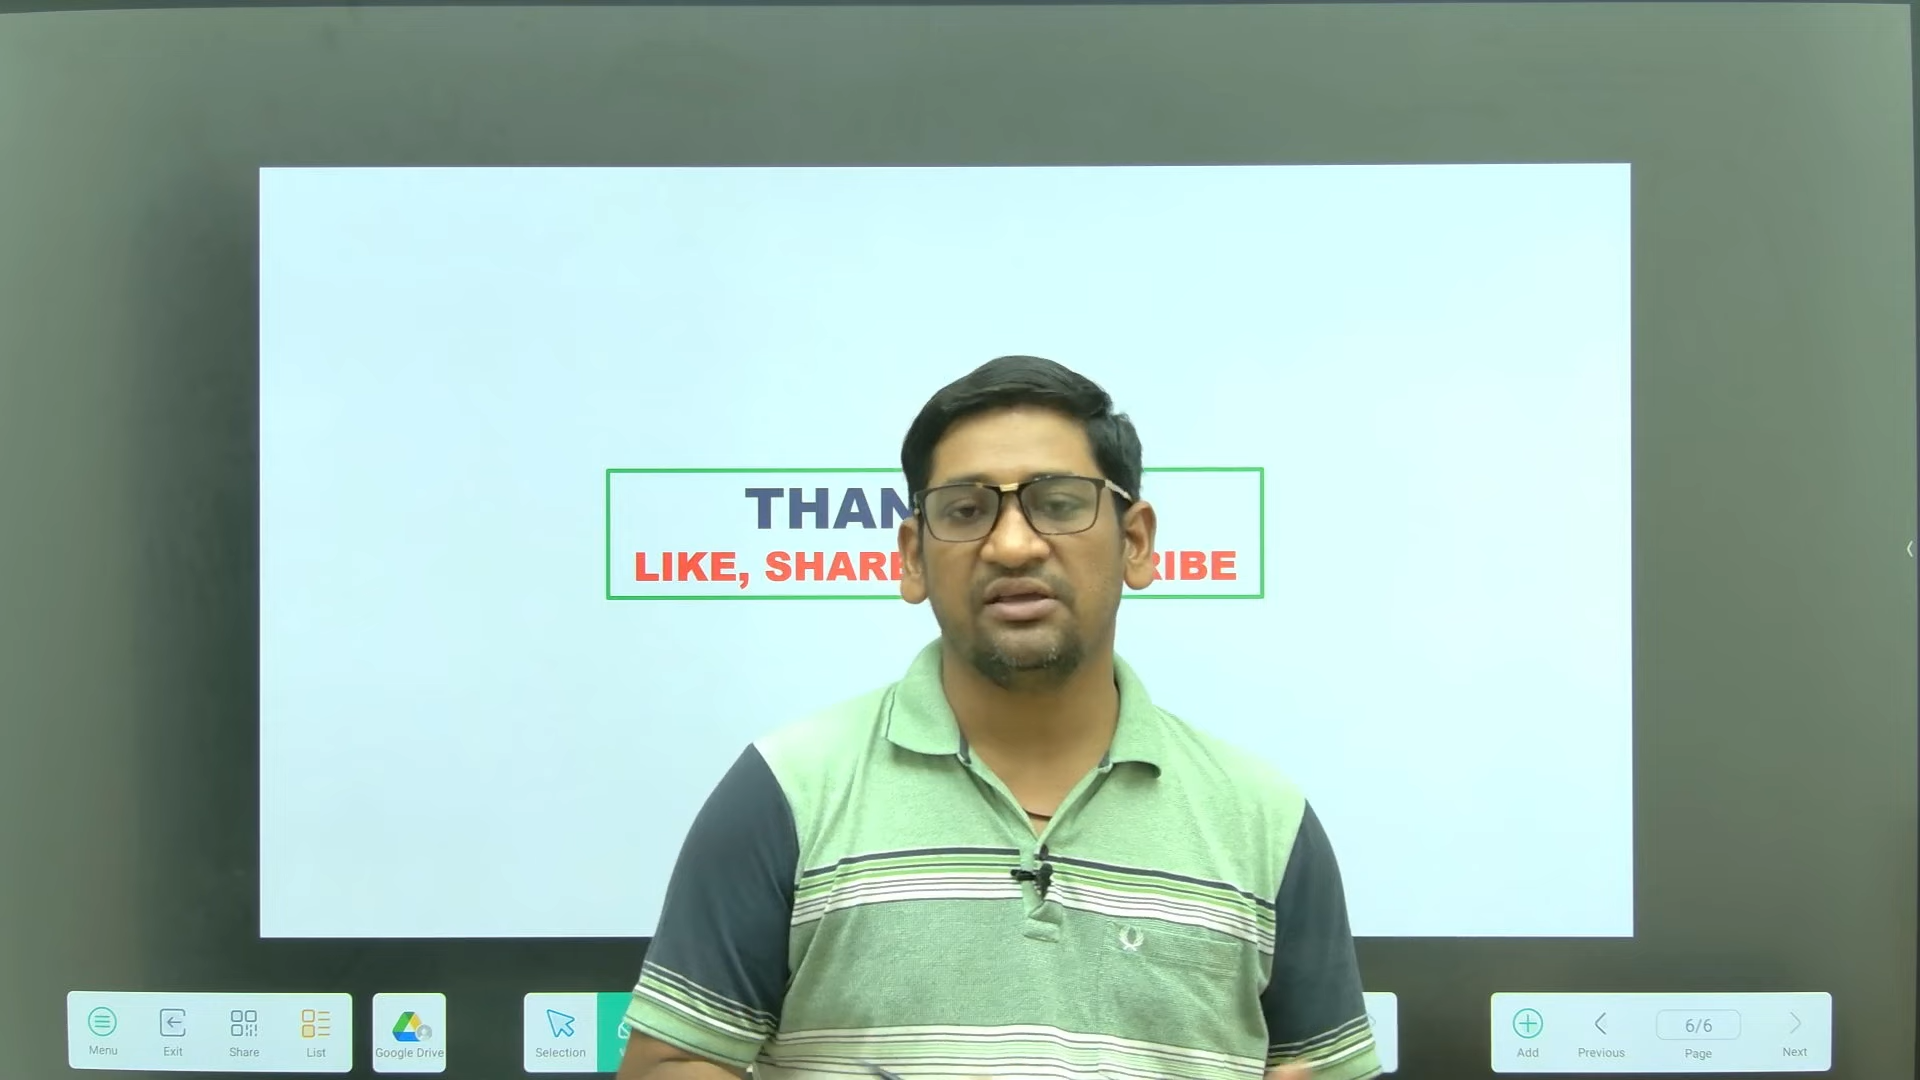 THAN
LIKE, SHARE RIBE
Menu Exit Share List Google Drive Selection Add Previous 6/6 Page Next